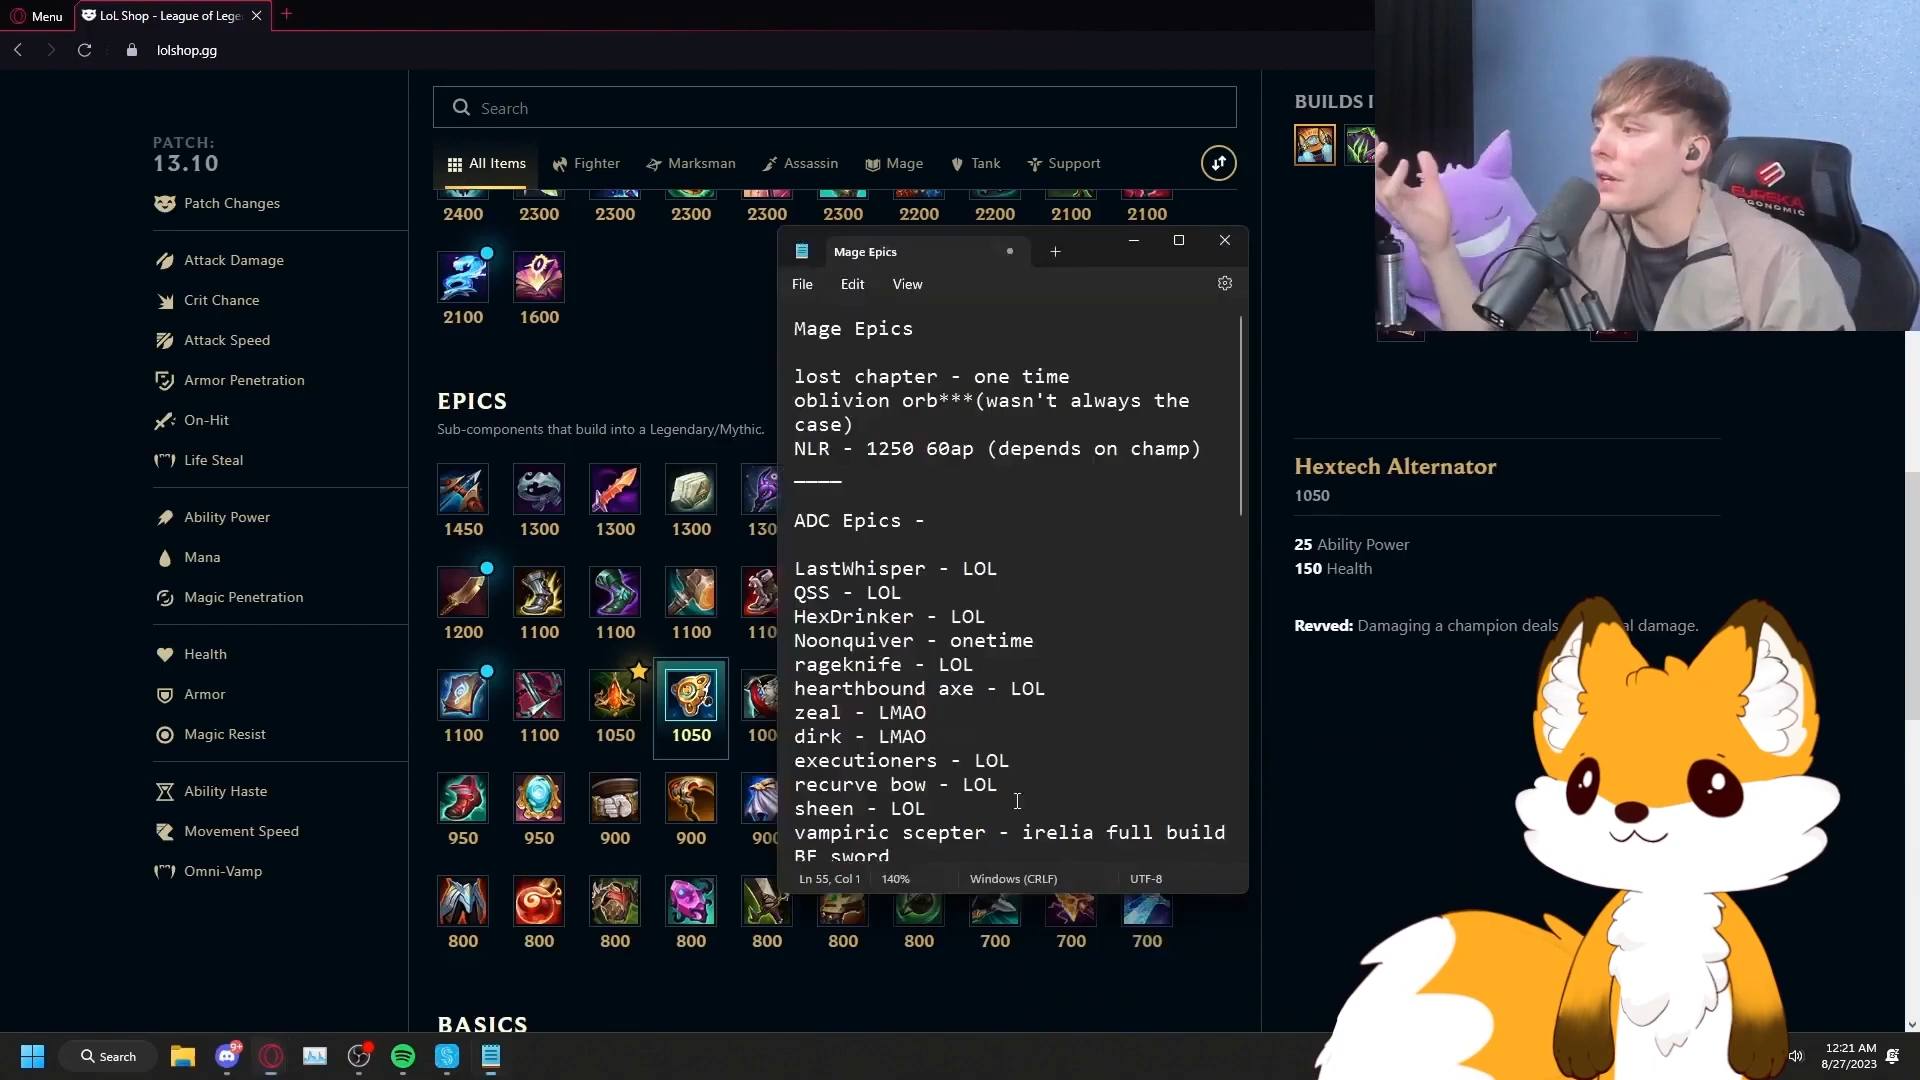 Menu
LoL Shop - League of Lege
lolshop.gg
Search
PATCH:
13.10
Patch Changes
Attack Damage
Crit Chance
Attack Speed
Armor Penetration
On-Hit
Life Steal
Ability Power
Mana
Magic Penetration
Health
Armor
Magic Resist
Ability Haste
Movement Speed
Omni-Vamp
All Items Fighter Marksman Assassin Mage Tank Support
2400 2300 2300 2300 2300 2300 2200 2200 2100 2100
2100 1600
EPICS
Sub-components that build into a Legendary/Mythic.
1450 1300 1300 1300 130
1200 1100 1100 1100 110
1100 1100 1050 1050 100
950 950 900 900 900
800 800 800 800 800 800 800 700 700 700
BASICS
Mage Epics
File Edit View
Mage Epics
lost chapter - one time
oblivion orb***(wasn't always the
case)
NLR - 1250 60ap (depends on champ)
____
ADC Epics -
LastWhisper - LOL
QSS - LOL
HexDrinker - LOL
Noonquiver - onetime
rageknife - LOL
hearthbound axe - LOL
zeal - LMAO
dirk - LMAO
executioners - LOL
recurve bow - LOL
sheen - LOL
vampiric scepter - irelia full build
BF sword
Ln 55, Col 1 140% Windows (CRLF) UTF-8
BUILDS I
EUREKA
ERGONOMIC
Hextech Alternator
1050
25 Ability Power
150 Health
Revved: Damaging a champion deals al damage.
Search
9+
12:21 AM
8/27/2023